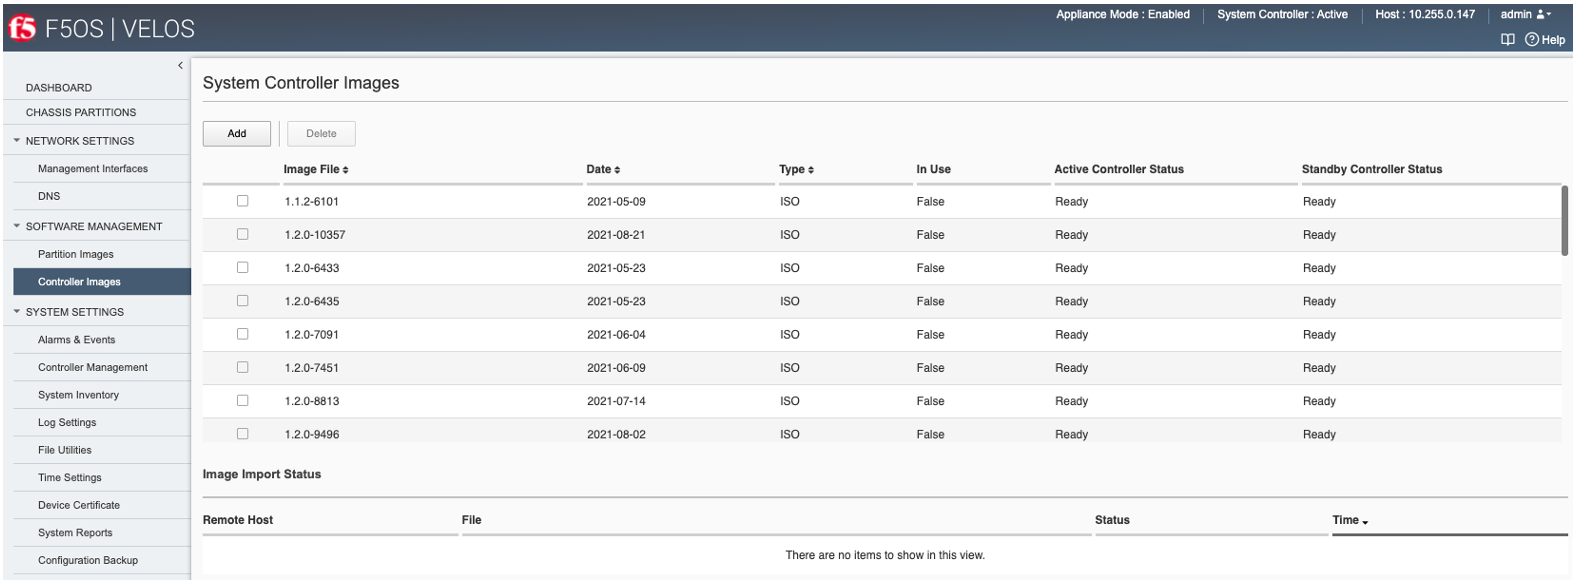 f5 F5OS | VELOS
Appliance Mode : Enabled System Controller : Active Host : 10.255.0.147 admin
Help
DASHBOARD
CHASSIS PARTITIONS
NETWORK SETTINGS
Management Interfaces
DNS
SOFTWARE MANAGEMENT
Partition Images
Controller Images
SYSTEM SETTINGS
Alarms & Events
Controller Management
System Inventory
Log Settings
File Utilities
Time Settings
Device Certificate
System Reports
Configuration Backup
System Controller Images
Add Delete
Image File Date Type In Use Active Controller Status Standby Controller Status
1.1.2-6101 2021-05-09 ISO False Ready Ready
1.2.0-10357 2021-08-21 ISO False Ready Ready
1.2.0-6433 2021-05-23 ISO False Ready Ready
1.2.0-6435 2021-05-23 ISO False Ready Ready
1.2.0-7091 2021-06-04 ISO False Ready Ready
1.2.0-7451 2021-06-09 ISO False Ready Ready
1.2.0-8813 2021-07-14 ISO False Ready Ready
1.2.0-9496 2021-08-02 ISO False Ready Ready
Image Import Status
Remote Host File Status Time
There are no items to show in this view.